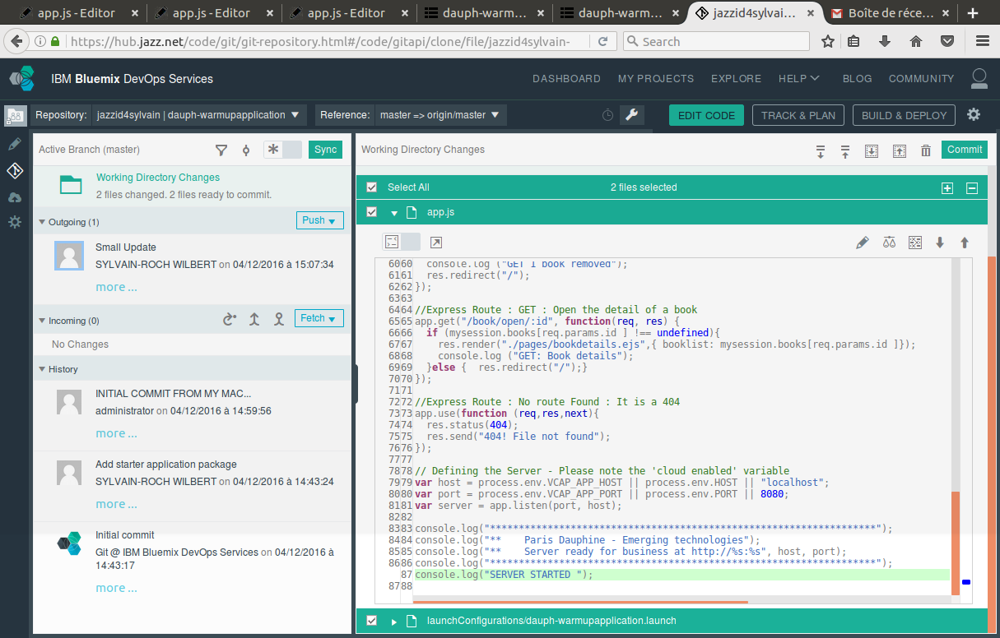 app.js - Editor
app.js - Editor
app.js - Editor
dauph-warm...
dauph-warm...
jazzid4sylvai...
Boîte de réce...
https://hub.jazz.net/code/git/git-repository.html#/code/gitapi/clone/file/jazzid4sylvain-
Search
IBM Bluemix DevOps Services
DASHBOARD
MY PROJECTS
EXPLORE
HELP
BLOG
COMMUNITY
Repository:
jazzid4sylvain | dauph-warmupapplication
Reference:
master => origin/master
EDIT CODE
TRACK & PLAN
BUILD & DEPLOY
Active Branch (master)
Sync
Working Directory Changes
2 files changed. 2 files ready to commit.
Outgoing (1)
Push
Small Update
SYLVAIN-ROCH WILBERT on 04/12/2016 à 15:07:34
more ...
Incoming (0)
Fetch
No Changes
History
INITIAL COMMIT FROM MY MAC...
administrator on 04/12/2016 à 14:59:56
more ...
Add starter application package
SYLVAIN-ROCH WILBERT on 04/12/2016 à 14:43:24
more ...
Initial commit
Git @ IBM Bluemix DevOps Services on 04/12/2016 à
14:43:17
more ...
Working Directory Changes
Commit
Select All
2 files selected
app.js
6060 console.log ("GET 1 book removed");
6161 res.redirect("/");
6262 });
6363
6464 //Express Route : GET : Open the detail of a book
6565 app.get("/book/open/:id", function(req, res) {
6666 if (mysession.books[req.params.id ] !== undefined){
6767 res.render("./pages/bookdetails.ejs",{ booklist: mysession.books[req.params.id ]});
6868 console.log ("GET: Book details");
6969 }else { res.redirect("/");}
7070 });
7171
7272 //Express Route : No route Found : It is a 404
7373 app.use(function (req,res,next){
7474 res.status(404);
7575 res.send("404! File not found");
7676 });
7777
7878 // Defining the Server - Please note the 'cloud enabled' variable
7979 var host = process.env.VCAP_APP_HOST || process.env.HOST || "localhost";
8080 var port = process.env.VCAP_APP_PORT || process.env.PORT || 8080;
8181 var server = app.listen(port, host);
8282
8383 console.log("*******************************************************************");
8484 console.log("** Paris Dauphine - Emerging technologies");
8585 console.log("** Server ready for business at http://%s:%s", host, port);
8686 console.log("*******************************************************************");
87 console.log("SERVER STARTED ");
8788
launchConfigurations/dauph-warmupapplication.launch